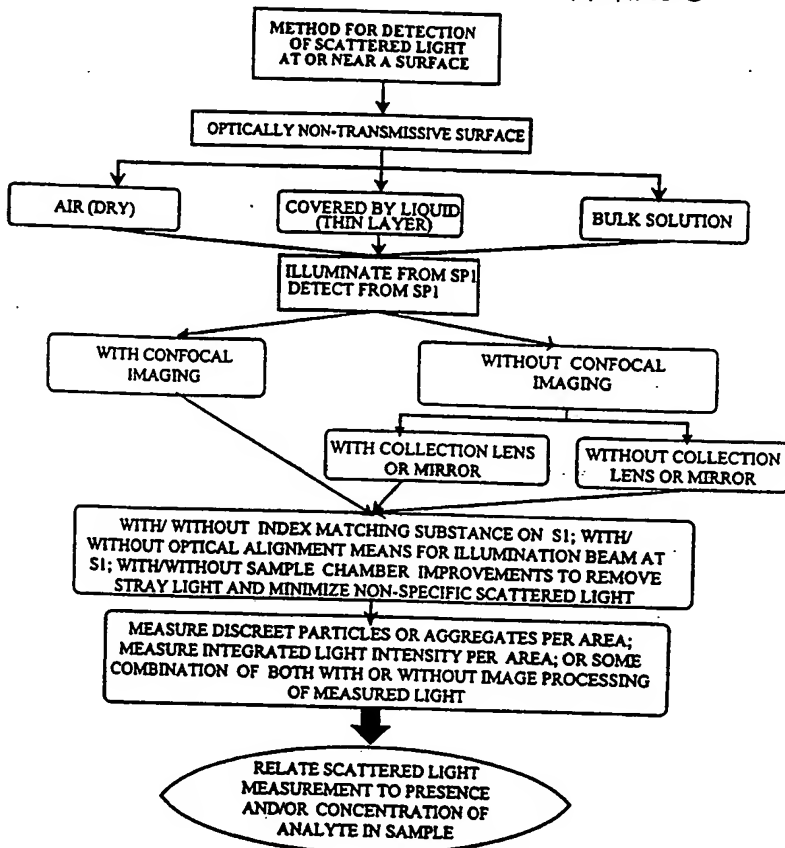 METHOD FOR DETECTION
OF SCATTERED LIGHT
AT OR NEAR A SURFACE
OPTICALLY NON-TRANSMISSIVE SURFACE
AIR (DRY)
COVERED BY LIQUID
(THIN LAYER)
BULK SOLUTION
ILLUMINATE FROM SP1
DETECT FROM SP1
WITH CONFOCAL
IMAGING
WITHOUT CONFOCAL
IMAGING
WITH COLLECTION LENS
OR MIRROR
WITHOUT COLLECTION
LENS OR MIRROR
WITH/ WITHOUT INDEX MATCHING SUBSTANCE ON S1; WITH/
WITHOUT OPTICAL ALIGNMENT MEANS FOR ILLUMINATION BEAM AT
S1; WITH/WITHOUT SAMPLE CHAMBER IMPROVEMENTS TO REMOVE
STRAY LIGHT AND MINIMIZE NON-SPECIFIC SCATTERED LIGHT
MEASURE DISCREET PARTICLES OR AGGREGATES PER AREA;
MEASURE INTEGRATED LIGHT INTENSITY PER AREA; OR SOME
COMBINATION OF BOTH WITH OR WITHOUT IMAGE PROCESSING
OF MEASURED LIGHT
RELATE SCATTERED LIGHT
MEASUREMENT TO PRESENCE
AND/OR CONCENTRATION OF
ANALYTE IN SAMPLE